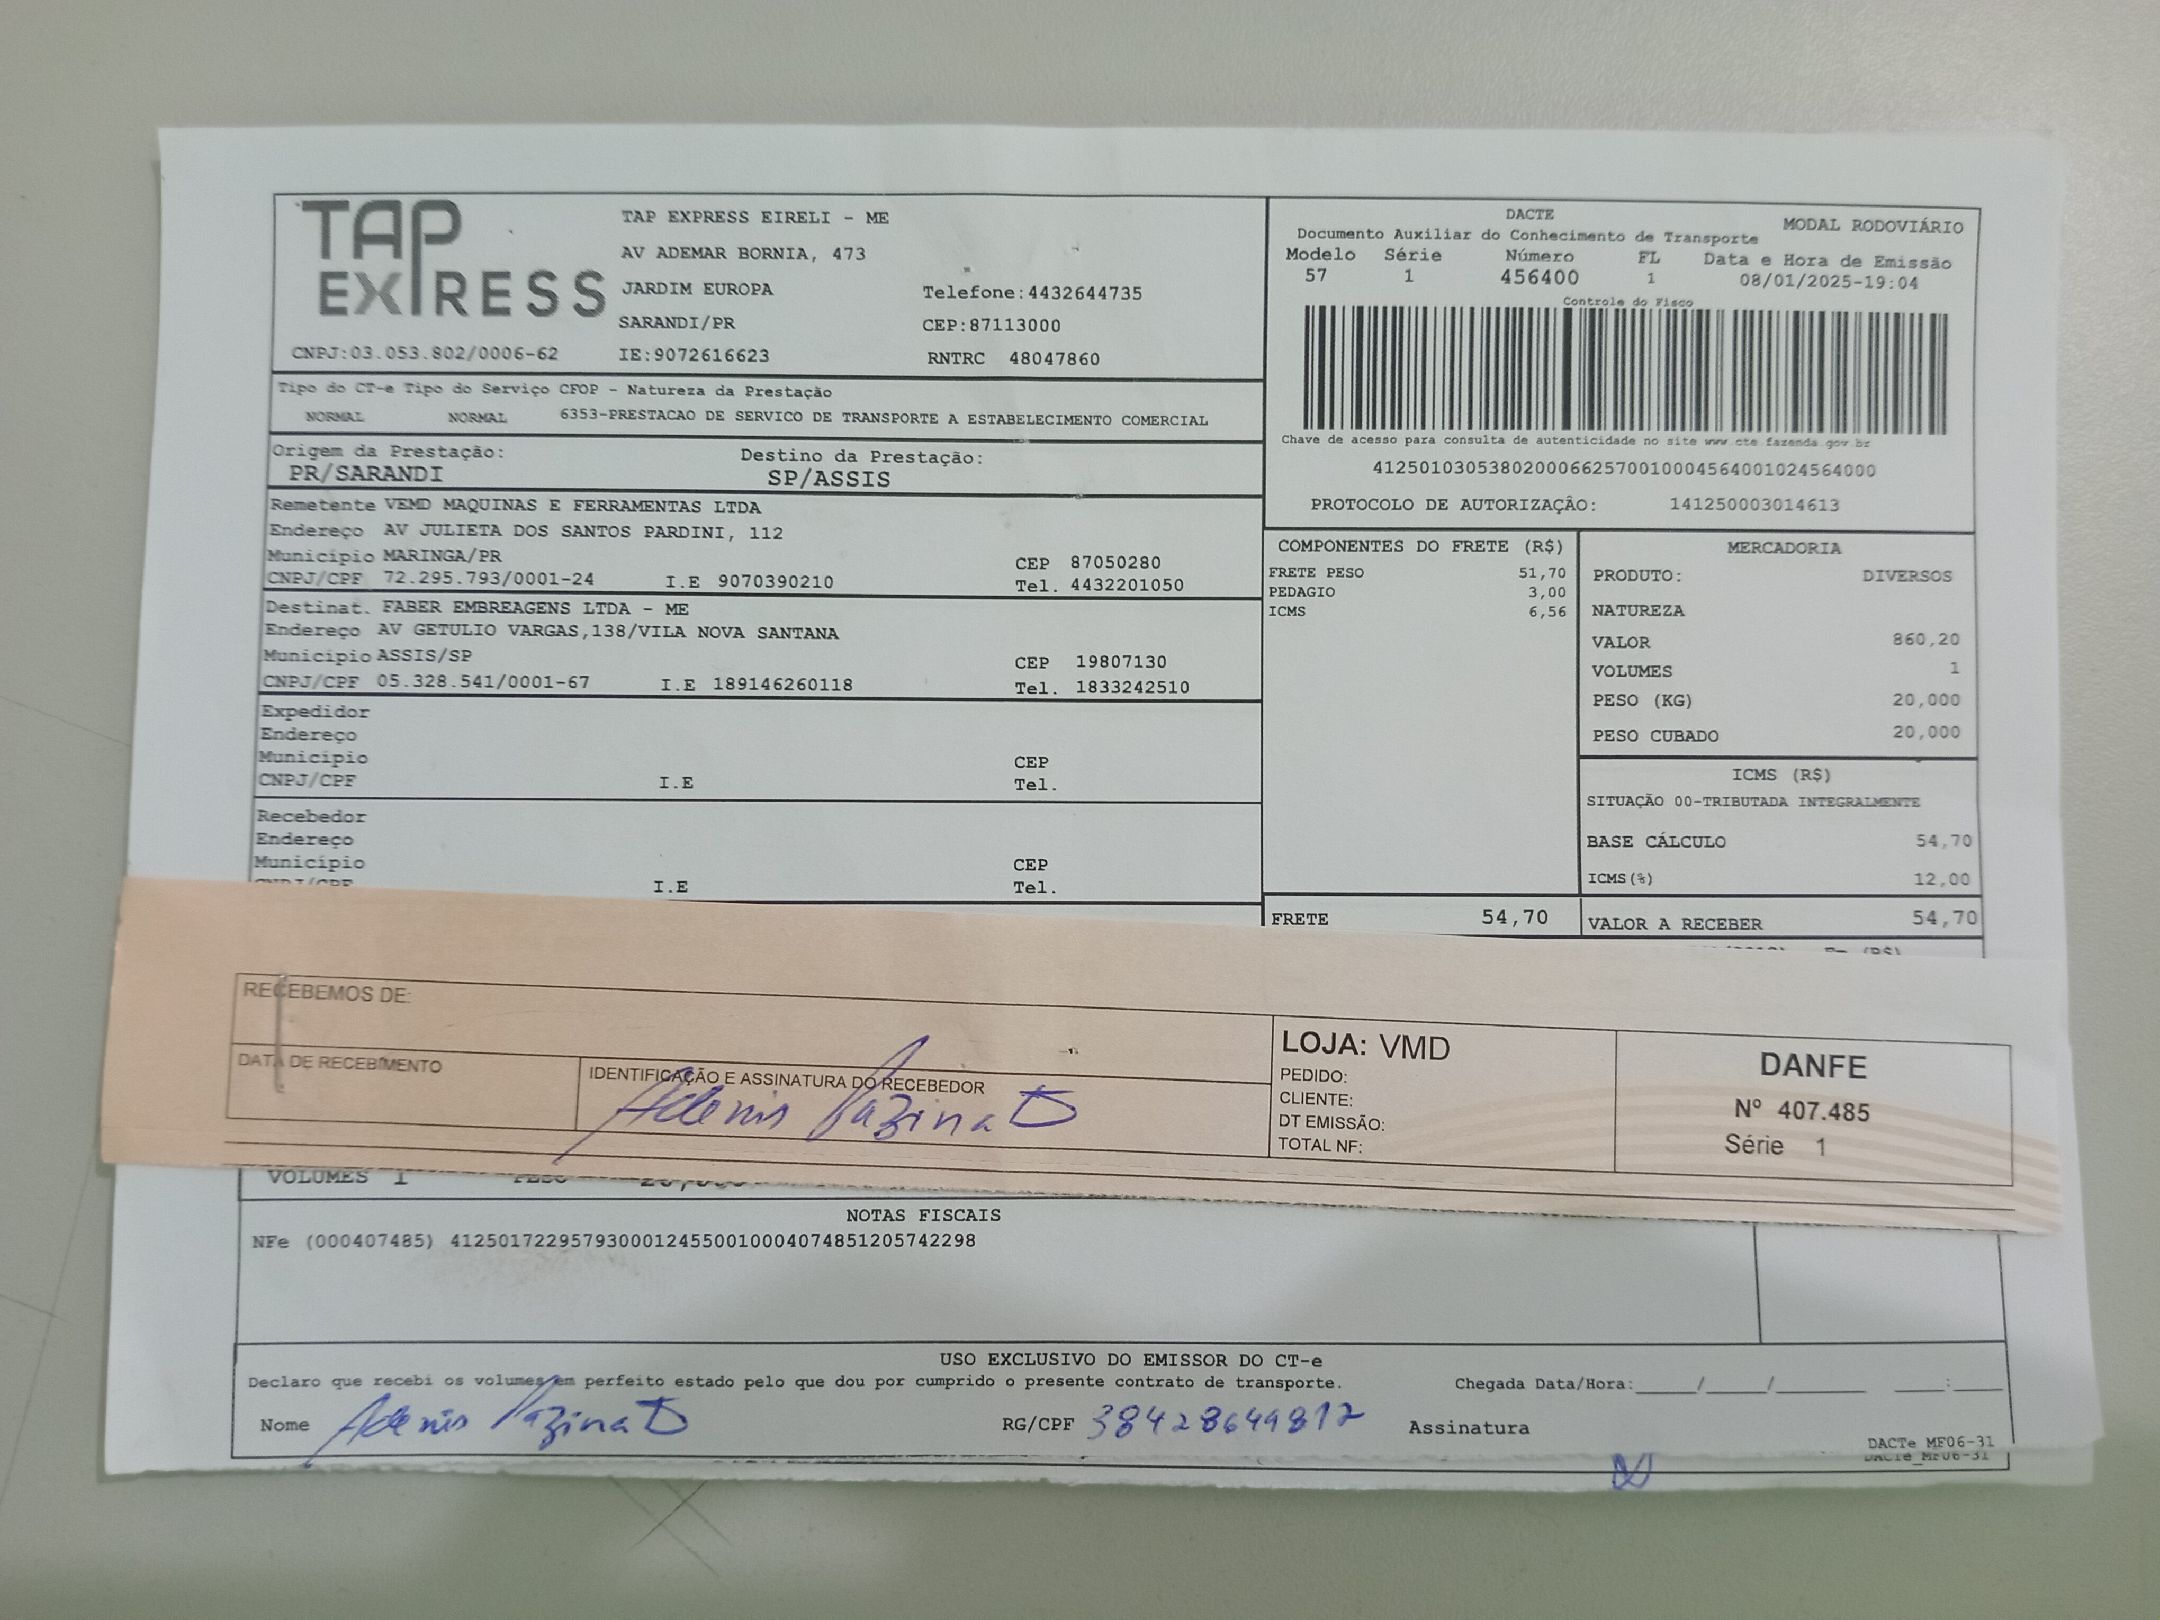 TAP EXPRESS
TAP EXPRESS EIRELI - ME
AV ADEMAR BORNIA, 473
JARDIM EUROPA Telefone:4432644735
SARANDI/PR CEP:87113000
CNPJ:03.053.802/0006-62 IE:9072616623 RNTRC 48047860
DACTE MODAL RODOVIÁRIO
Documento Auxiliar do Conhecimento de Transporte
Modelo Série Número FL Data e Hora de Emissão
57 1 456400 1 08/01/2025-19:04
Controle do Fisco
Chave de acesso para consulta de autenticidade no site www.cte.fazenda.gov.br
41250103053802000662570010004564001024564000
PROTOCOLO DE AUTORIZAÇÃO: 141250003014613
Tipo do CT-e Tipo do Serviço CFOP - Natureza da Prestação
NORMAL NORMAL 6353-PRESTACAO DE SERVICO DE TRANSPORTE A ESTABELECIMENTO COMERCIAL
Origem da Prestação: Destino da Prestação:
PR/SARANDI SP/ASSIS
Remetente VEMD MAQUINAS E FERRAMENTAS LTDA
Endereço AV JULIETA DOS SANTOS PARDINI, 112
Município MARINGA/PR CEP 87050280
CNPJ/CPF 72.295.793/0001-24 I.E 9070390210 Tel. 4432201050
Destinat. FABER EMBREAGENS LTDA - ME
Endereço AV GETULIO VARGAS,138/VILA NOVA SANTANA
Município ASSIS/SP CEP 19807130
CNPJ/CPF 05.328.541/0001-67 I.E 189146260118 Tel. 1833242510
Expedidor
Endereço
Município CEP
CNPJ/CPF I.E Tel.
Recebedor
Endereço
Município CEP
CNPJ/CPF I.E Tel.
COMPONENTES DO FRETE (R$)
FRETE PESO 51,70
PEDAGIO 3,00
ICMS 6,56
FRETE 54,70
MERCADORIA
PRODUTO: DIVERSOS
NATUREZA
VALOR 860,20
VOLUMES 1
PESO (KG) 20,000
PESO CUBADO 20,000
ICMS (R$)
SITUAÇÃO 00-TRIBUTADA INTEGRALMENTE
BASE CÁLCULO 54,70
ICMS(%) 12,00
VALOR A RECEBER 54,70
RECEBEMOS DE:
DATA DE RECEBIMENTO
IDENTIFICAÇÃO E ASSINATURA DO RECEBEDOR
LOJA: VMD
PEDIDO:
CLIENTE:
DT EMISSÃO:
TOTAL NF:
DANFE
Nº 407.485
Série 1
VOLUMES 1
NOTAS FISCAIS
NFe (000407485) 41250172295793000124550010004074851205742298
USO EXCLUSIVO DO EMISSOR DO CT-e
Declaro que recebi os volumes em perfeito estado pelo que dou por cumprido o presente contrato de transporte. Chegada Data/Hora:_____/_____/_______ ____:____
Nome RG/CPF 38428649812 Assinatura
DACTe_MF06-31
DACTe_MF06-31